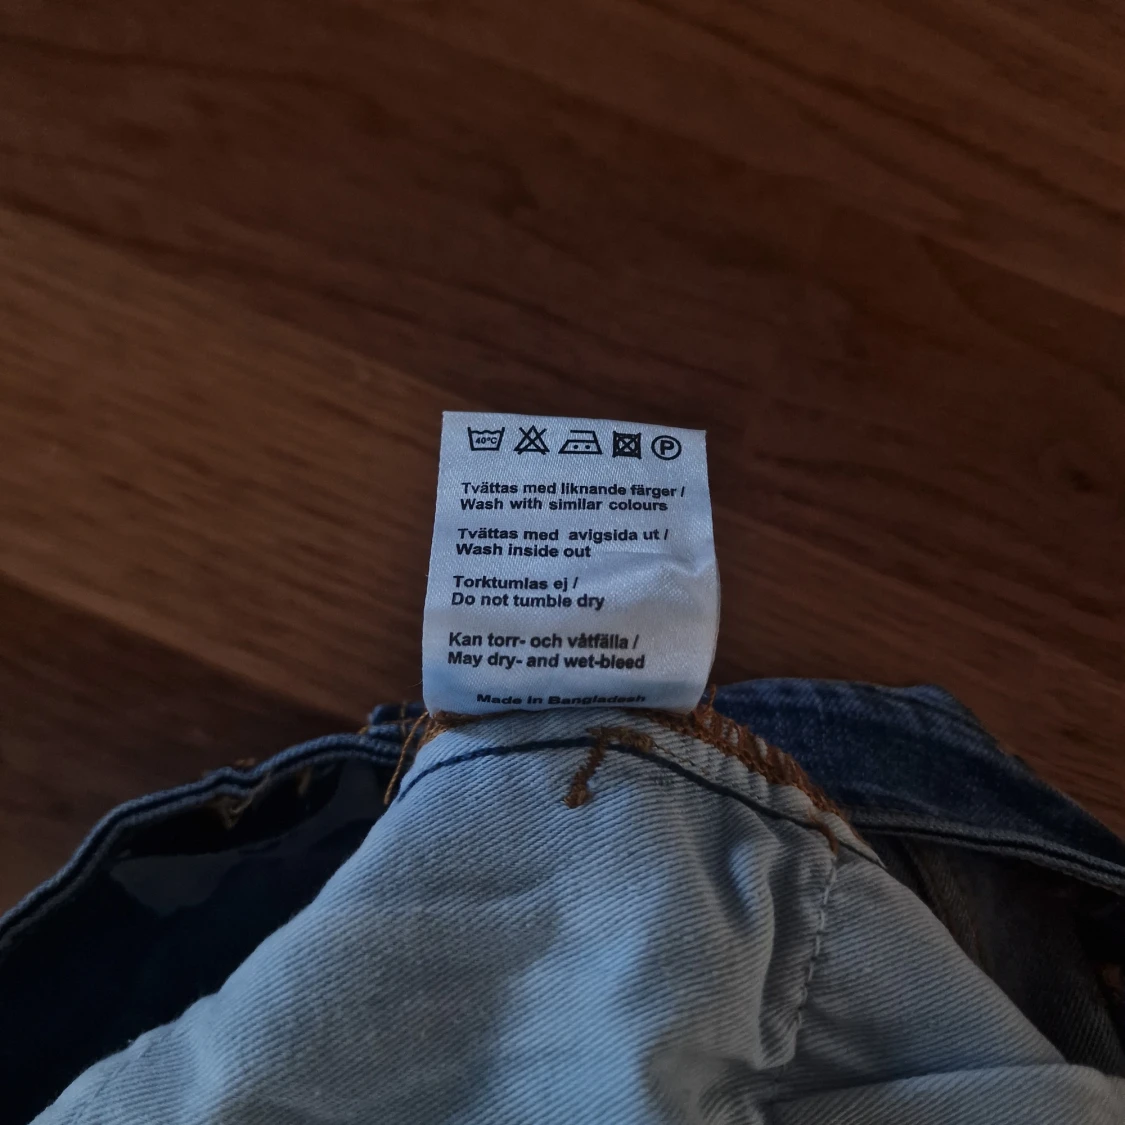 40°C P
Tvättas med liknande färger /
Wash with similar colours
Tvättas med avigsida ut /
Wash inside out
Torktumlas ej /
Do not tumble dry
Kan torr- och våtfälla /
May dry- and wet-bleed
Made in Bangladesh